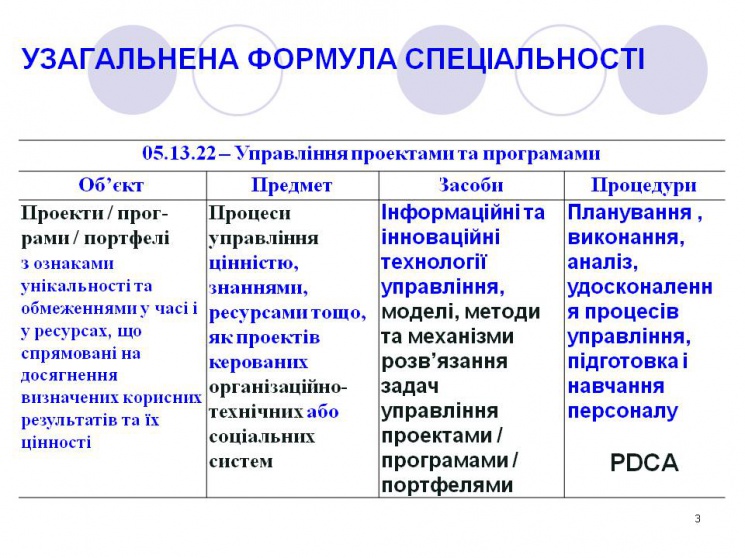 УЗАГАЛЬНЕНА ФОРМУЛА СПЕЦІАЛЬНОСТІ
05.13.22 – Управління проектами та програмами
Об’єкт
Предмет
Засоби
Процедури
Проекти / прог-
рами / портфелі
з ознаками
унікальності та
обмеженнями у часі і
у ресурсах, що
спрямовані на
досягнення
визначених корисних
результатів та їх
цінності
Процеси
управління
цінністю,
знаннями,
ресурсами тощо,
як проектів
керованих
організаційно-
технічних або
соціальних
систем
Інформаційні та
інноваційні
технології
управління,
моделі, методи
та механізми
розв’язання
задач
управління
проектами /
програмами /
портфелями
Планування ,
виконання,
аналіз,
удосконаленн
я процесів
управління,
підготовка і
навчання
персоналу
PDCA
3